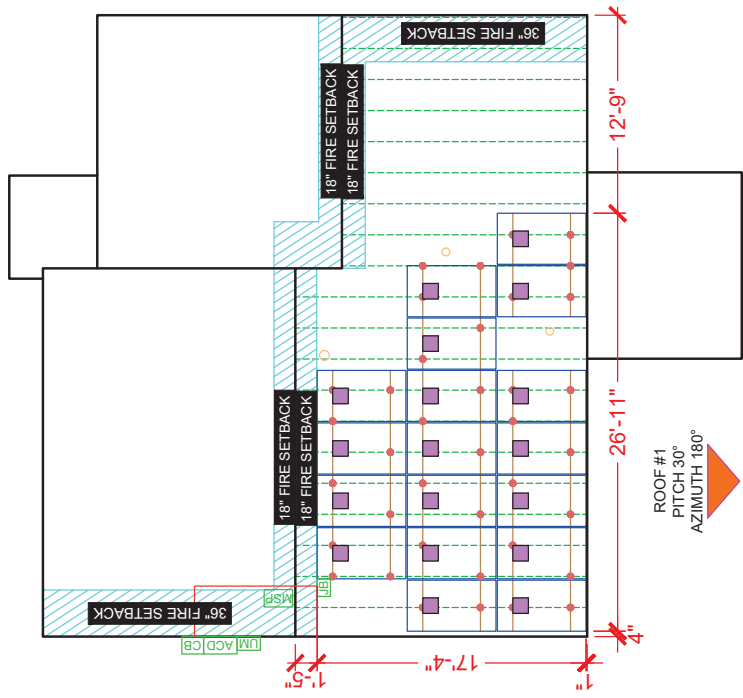 36" FIRE SETBACK
18" FIRE SETBACK
18" FIRE SETBACK
12'-9"
18" FIRE SETBACK
18" FIRE SETBACK
26'-11"
ROOF #1
PITCH 30°
AZIMUTH 180°
36" FIRE SETBACK
MSP
JB
CB
ACD
UM
4"
1'-5"
17'-4"
1"